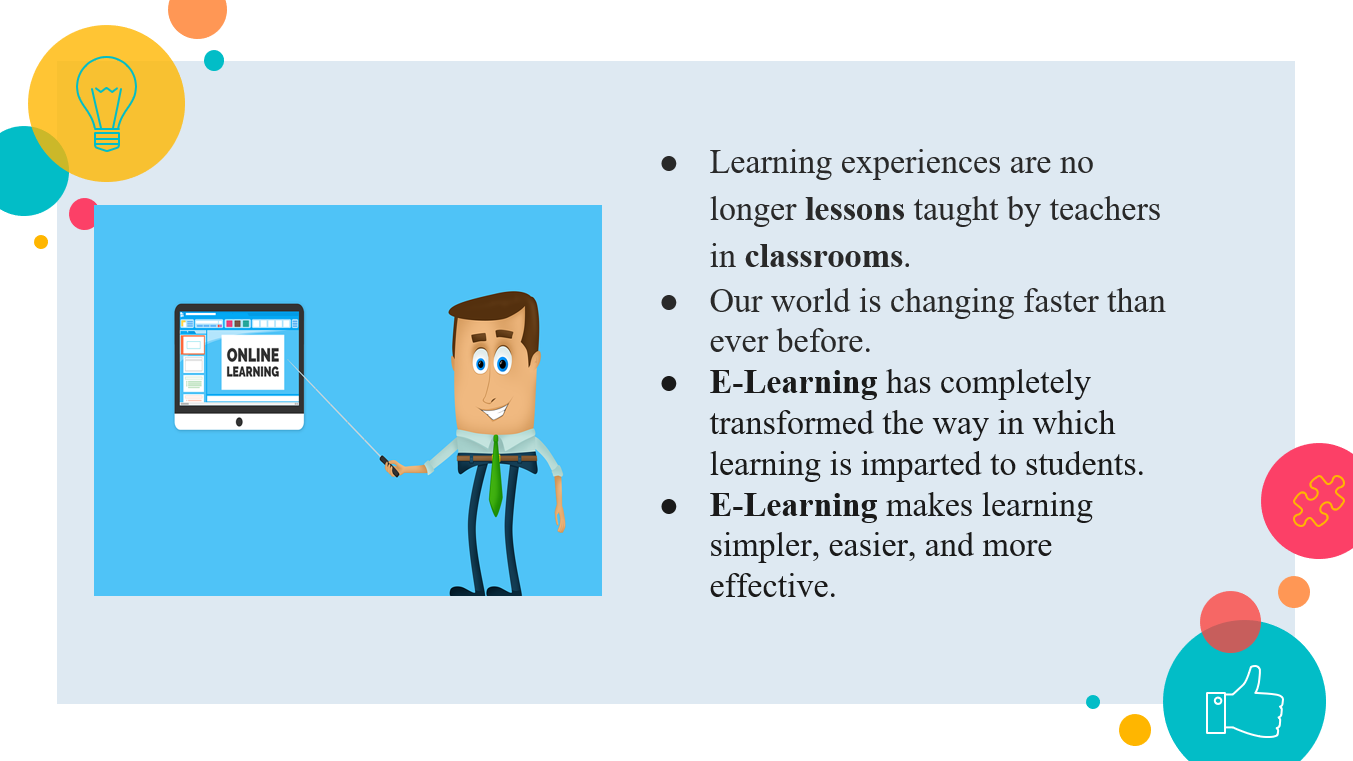 ONLINE
LEARNING
● Learning experiences are no
longer lessons taught by teachers
in classrooms.
● Our world is changing faster than
ever before.
● E-Learning has completely
transformed the way in which
learning is imparted to students.
● E-Learning makes learning
simpler, easier, and more
effective.